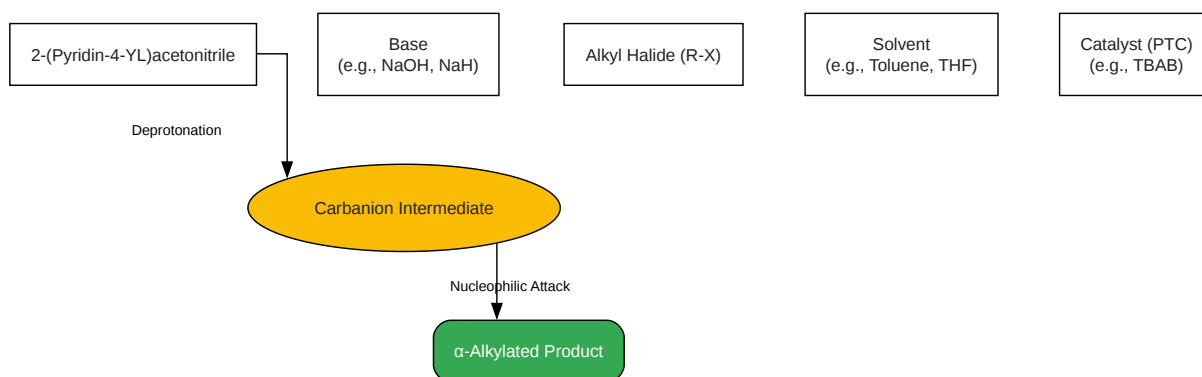 2-(Pyridin-4-YL)acetonitrile
Base
(e.g., NaOH, NaH)
Alkyl Halide (R-X)
Solvent
(e.g., Toluene, THF)
Catalyst (PTC)
(e.g., TBAB)
Deprotonation
Carbanion Intermediate
Nucleophilic Attack
α-Alkylated Product